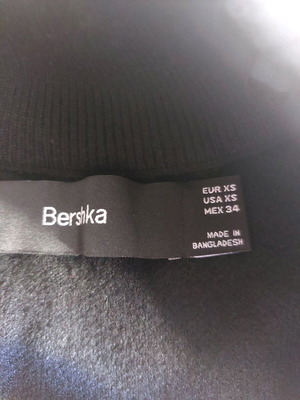 Bershka
EUR XS
USA XS
MEX 34
MADE IN
BANGLADESH